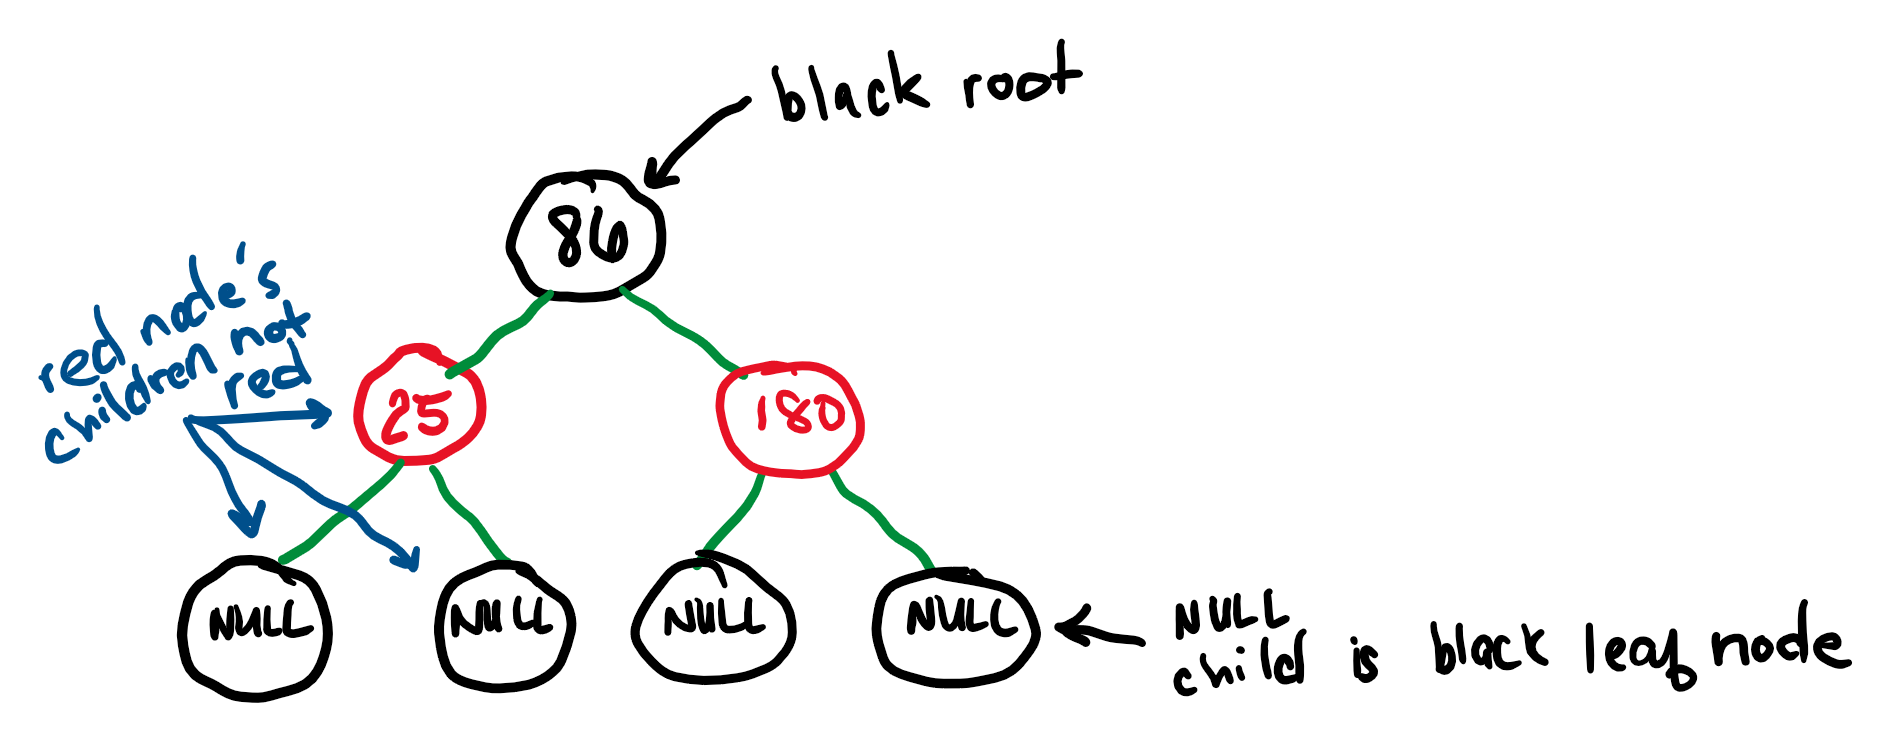 black root
86
red node's
children not
red
25
180
NULL
NULL
NULL
NULL
NULL
child is black leaf node